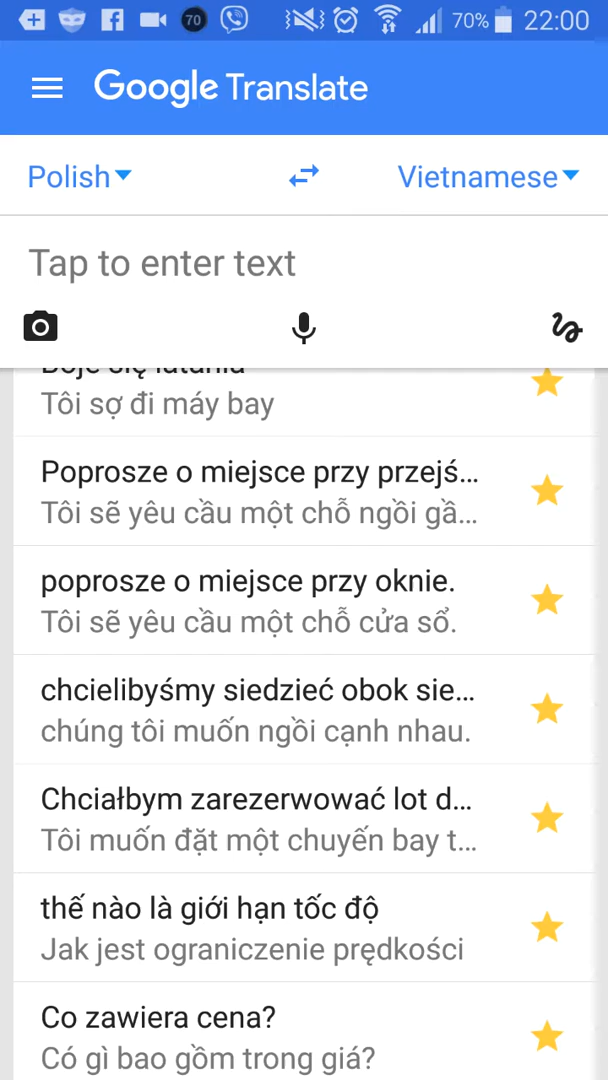 70
70% 22:00
Google Translate
Polish Vietnamese
Tap to enter text
Boję się latania
Tôi sợ đi máy bay
Poprosze o miejsce przy przejś...
Tôi sẽ yêu cầu một chỗ ngồi gầ...
poprosze o miejsce przy oknie.
Tôi sẽ yêu cầu một chỗ cửa sổ.
chcielibyśmy siedzieć obok sie...
chúng tôi muốn ngồi cạnh nhau.
Chciałbym zarezerwować lot d...
Tôi muốn đặt một chuyến bay t...
thế nào là giới hạn tốc độ
Jak jest ograniczenie prędkości
Co zawiera cena?
Có gì bao gồm trong giá?